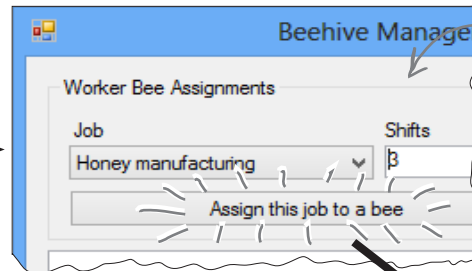 Beehive Manage
Worker Bee Assignments
Job
Shifts
Honey manufacturing
3
Assign this job to a bee